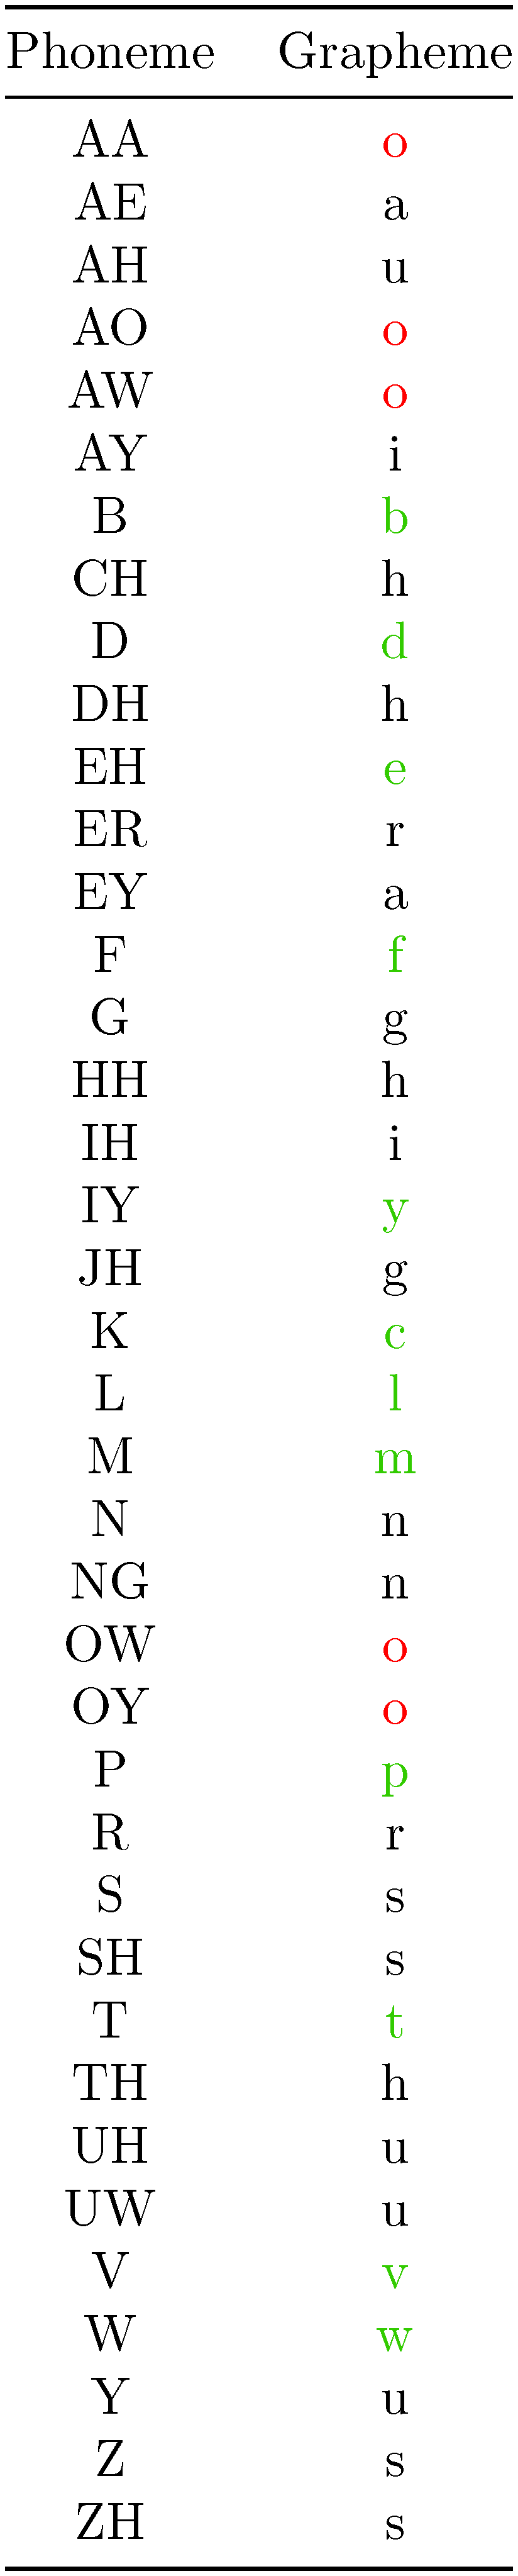 Phoneme Grapheme
AA o
AE a
AH u
AO o
AW o
AY i
B b
CH h
D d
DH h
EH e
ER r
EY a
F f
G g
HH h
IH i
IY y
JH g
K c
L l
M m
N n
NG n
OW o
OY o
P p
R r
S s
SH s
T t
TH h
UH u
UW u
V v
W w
Y u
Z s
ZH s